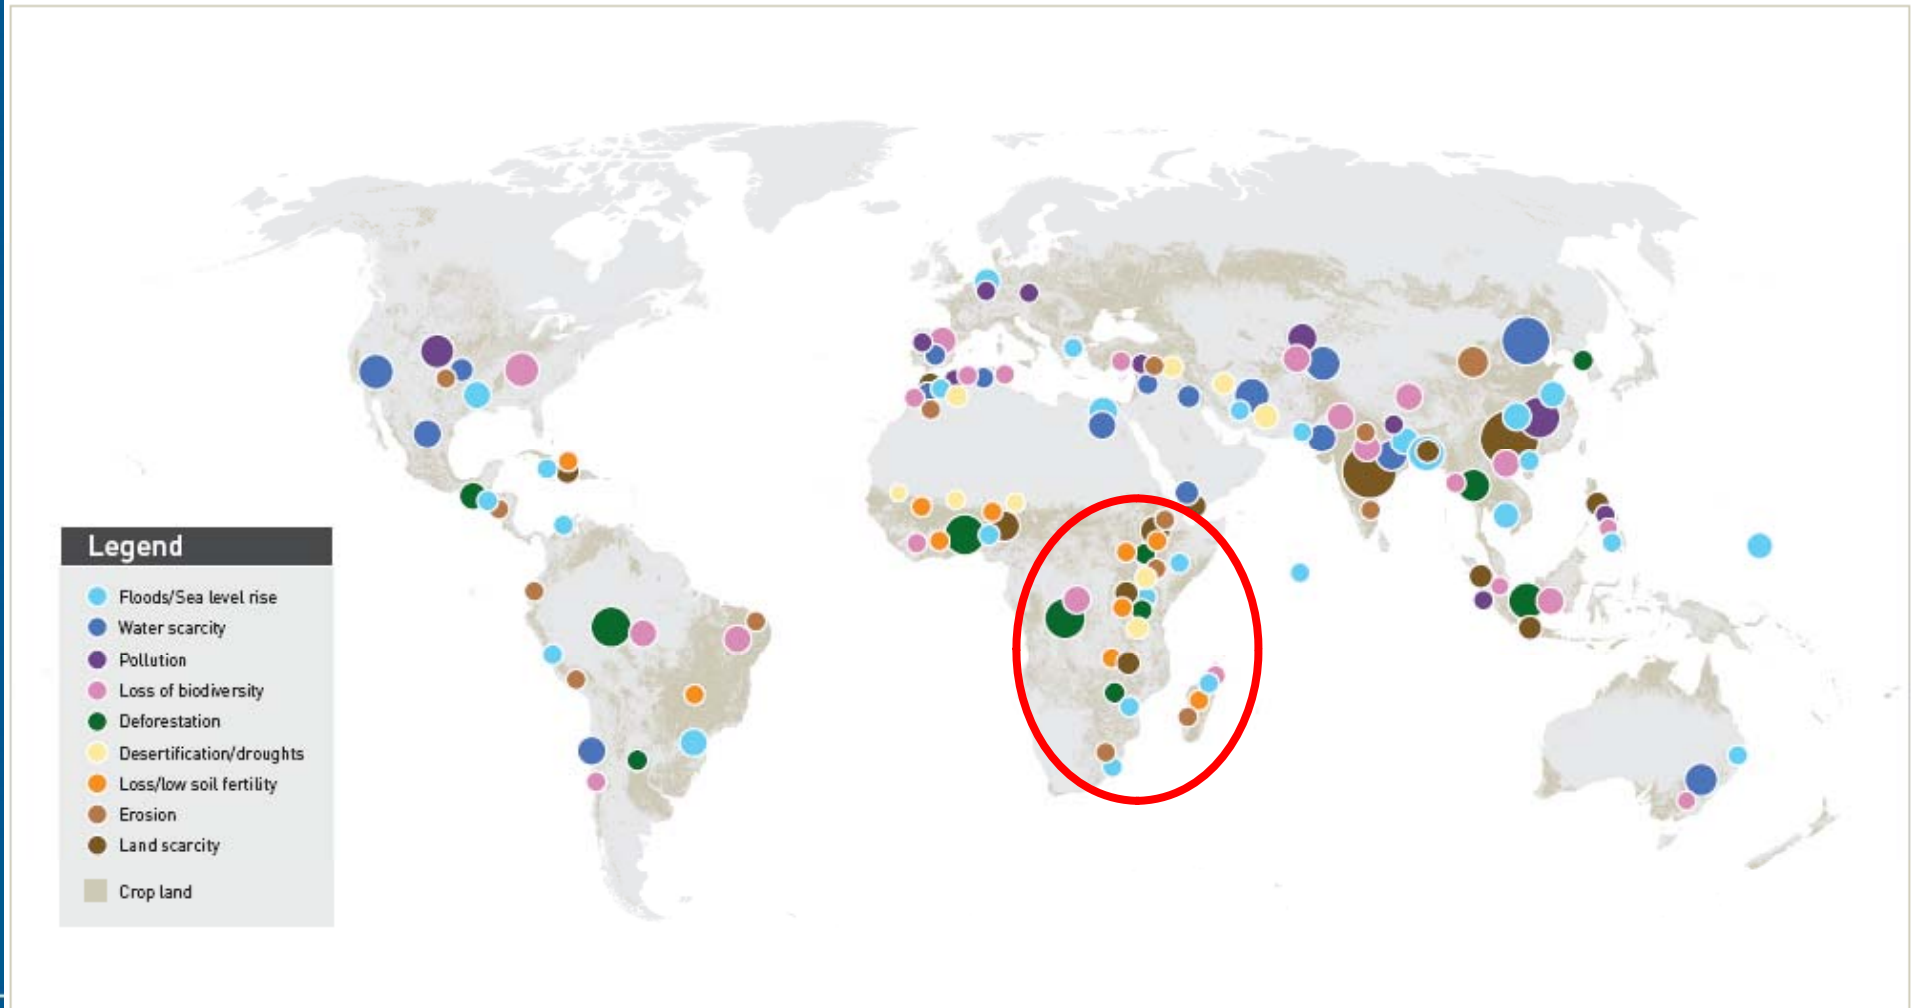 Legend
Floods/Sea level rise
Water scarcity
Pollution
Loss of biodiversity
Deforestation
Desertification/droughts
Loss/low soil fertility
Erosion
Land scarcity
Crop land